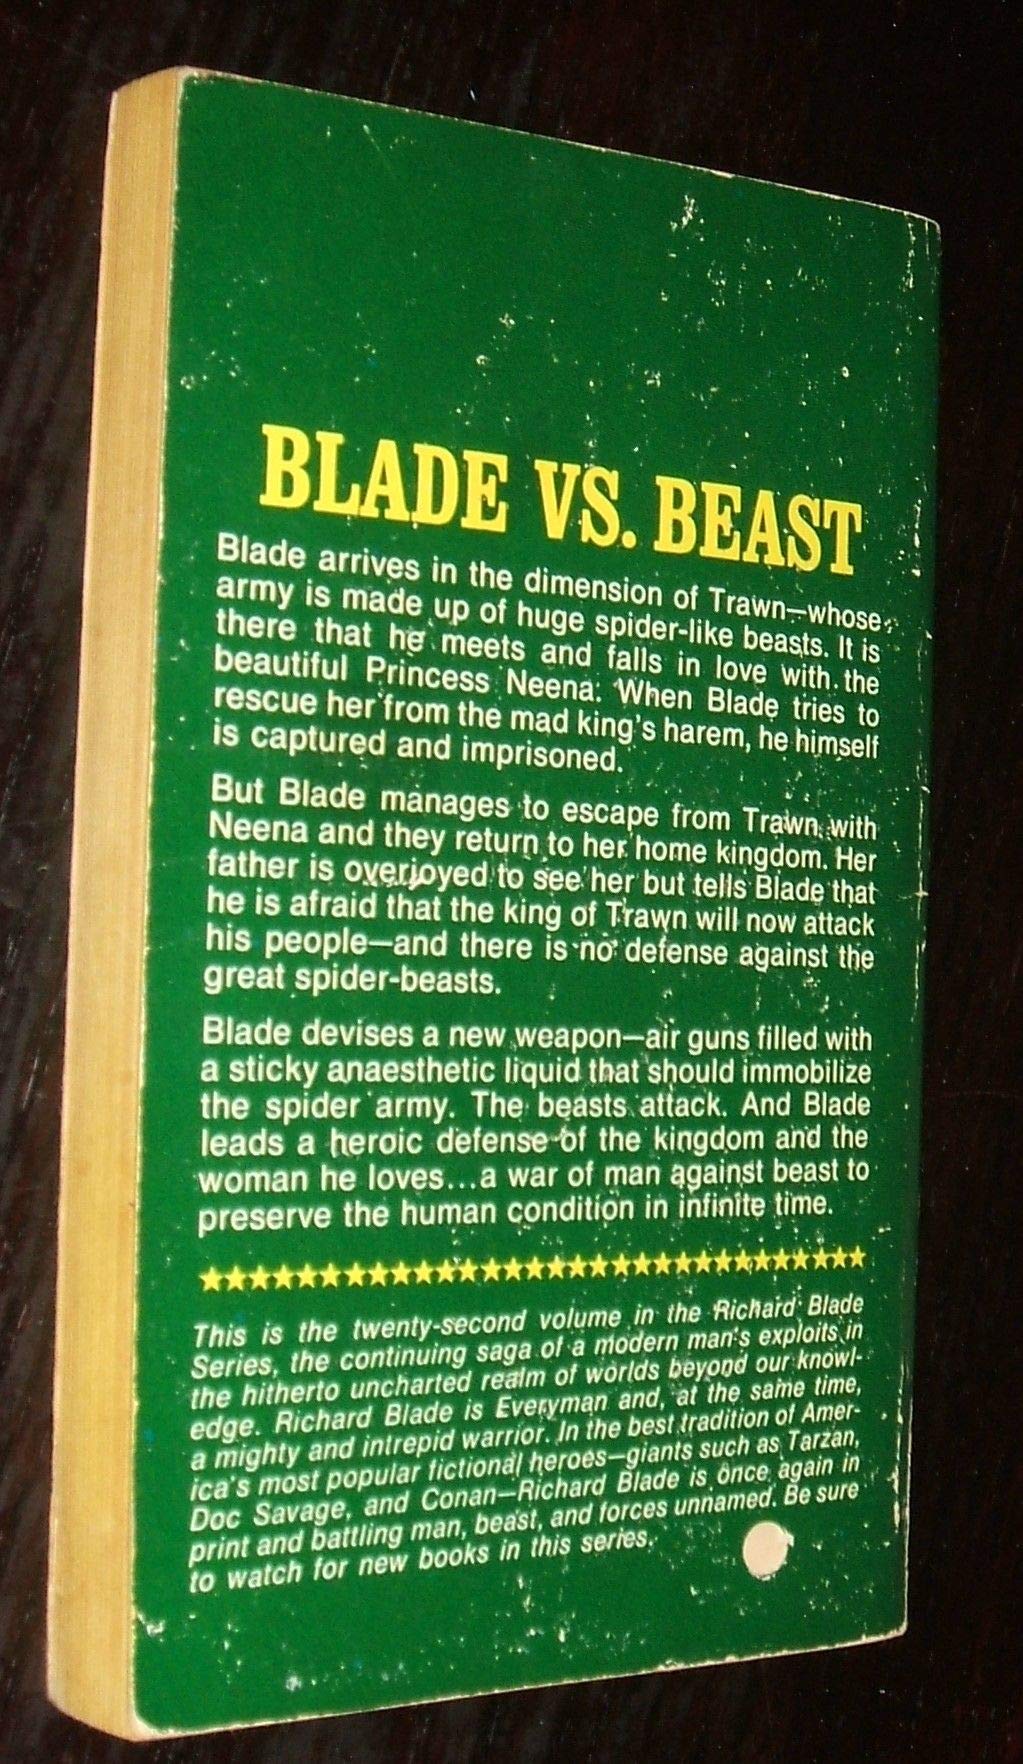 BLADE VS. BEAST
Blade arrives in the dimension of Trawn—whose
army is made up of huge spider-like beasts. It is
there that he meets and falls in love with the
beautiful Princess Neena. When Blade tries to
rescue her from the mad king's harem, he himself
is captured and imprisoned.
But Blade manages to escape from Trawn with
Neena and they return to her home kingdom. Her
father is overjoyed to see her but tells Blade that
he is afraid that the king of Trawn will now attack
his people—and there is no defense against the
great spider-beasts.
Blade devises a new weapon—air guns filled with
a sticky anaesthetic liquid that should immobilize
the spider army. The beasts attack. And Blade
leads a heroic defense of the kingdom and the
woman he loves...a war of man against beast to
preserve the human condition in infinite time.
This is the twenty-second volume in the Richard Blade
Series, the continuing saga of a modern man's exploits in
the hitherto uncharted realm of worlds beyond our knowl-
edge. Richard Blade is Everyman and, at the same time,
a mighty and intrepid warrior. In the best tradition of Amer-
ica's most popular fictional heroes—giants such as Tarzan,
Doc Savage, and Conan—Richard Blade is once again in
print and battling man, beast, and forces unnamed. Be sure
to watch for new books in this series.